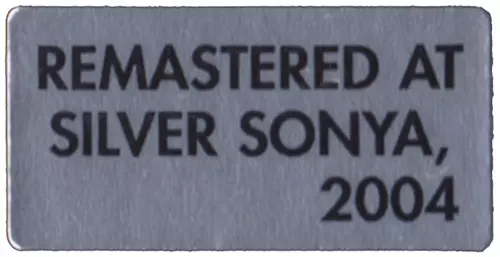 REMASTERED AT
SILVER SONYA,
2004